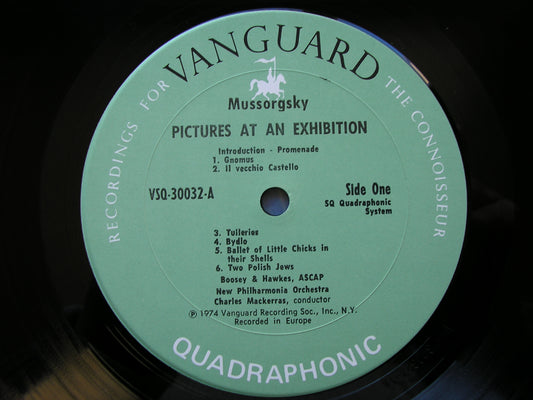 RECORDINGS FOR VANGUARD THE CONNOISSEUR
Mussorgsky
PICTURES AT AN EXHIBITION
Introduction - Promenade
1. Gnomus
2. Il vecchio Castello
VSQ-30032-A
Side One
SQ Quadraphonic
System
3. Tuileries
4. Bydlo
5. Ballet of Little Chicks in
their Shells
6. Two Polish Jews
Boosey & Hawkes, ASCAP
New Philharmonia Orchestra
Charles Mackerras, conductor
Ⓟ 1974 Vanguard Recording Soc., Inc., N.Y.
Recorded in Europe
QUADRAPHONIC